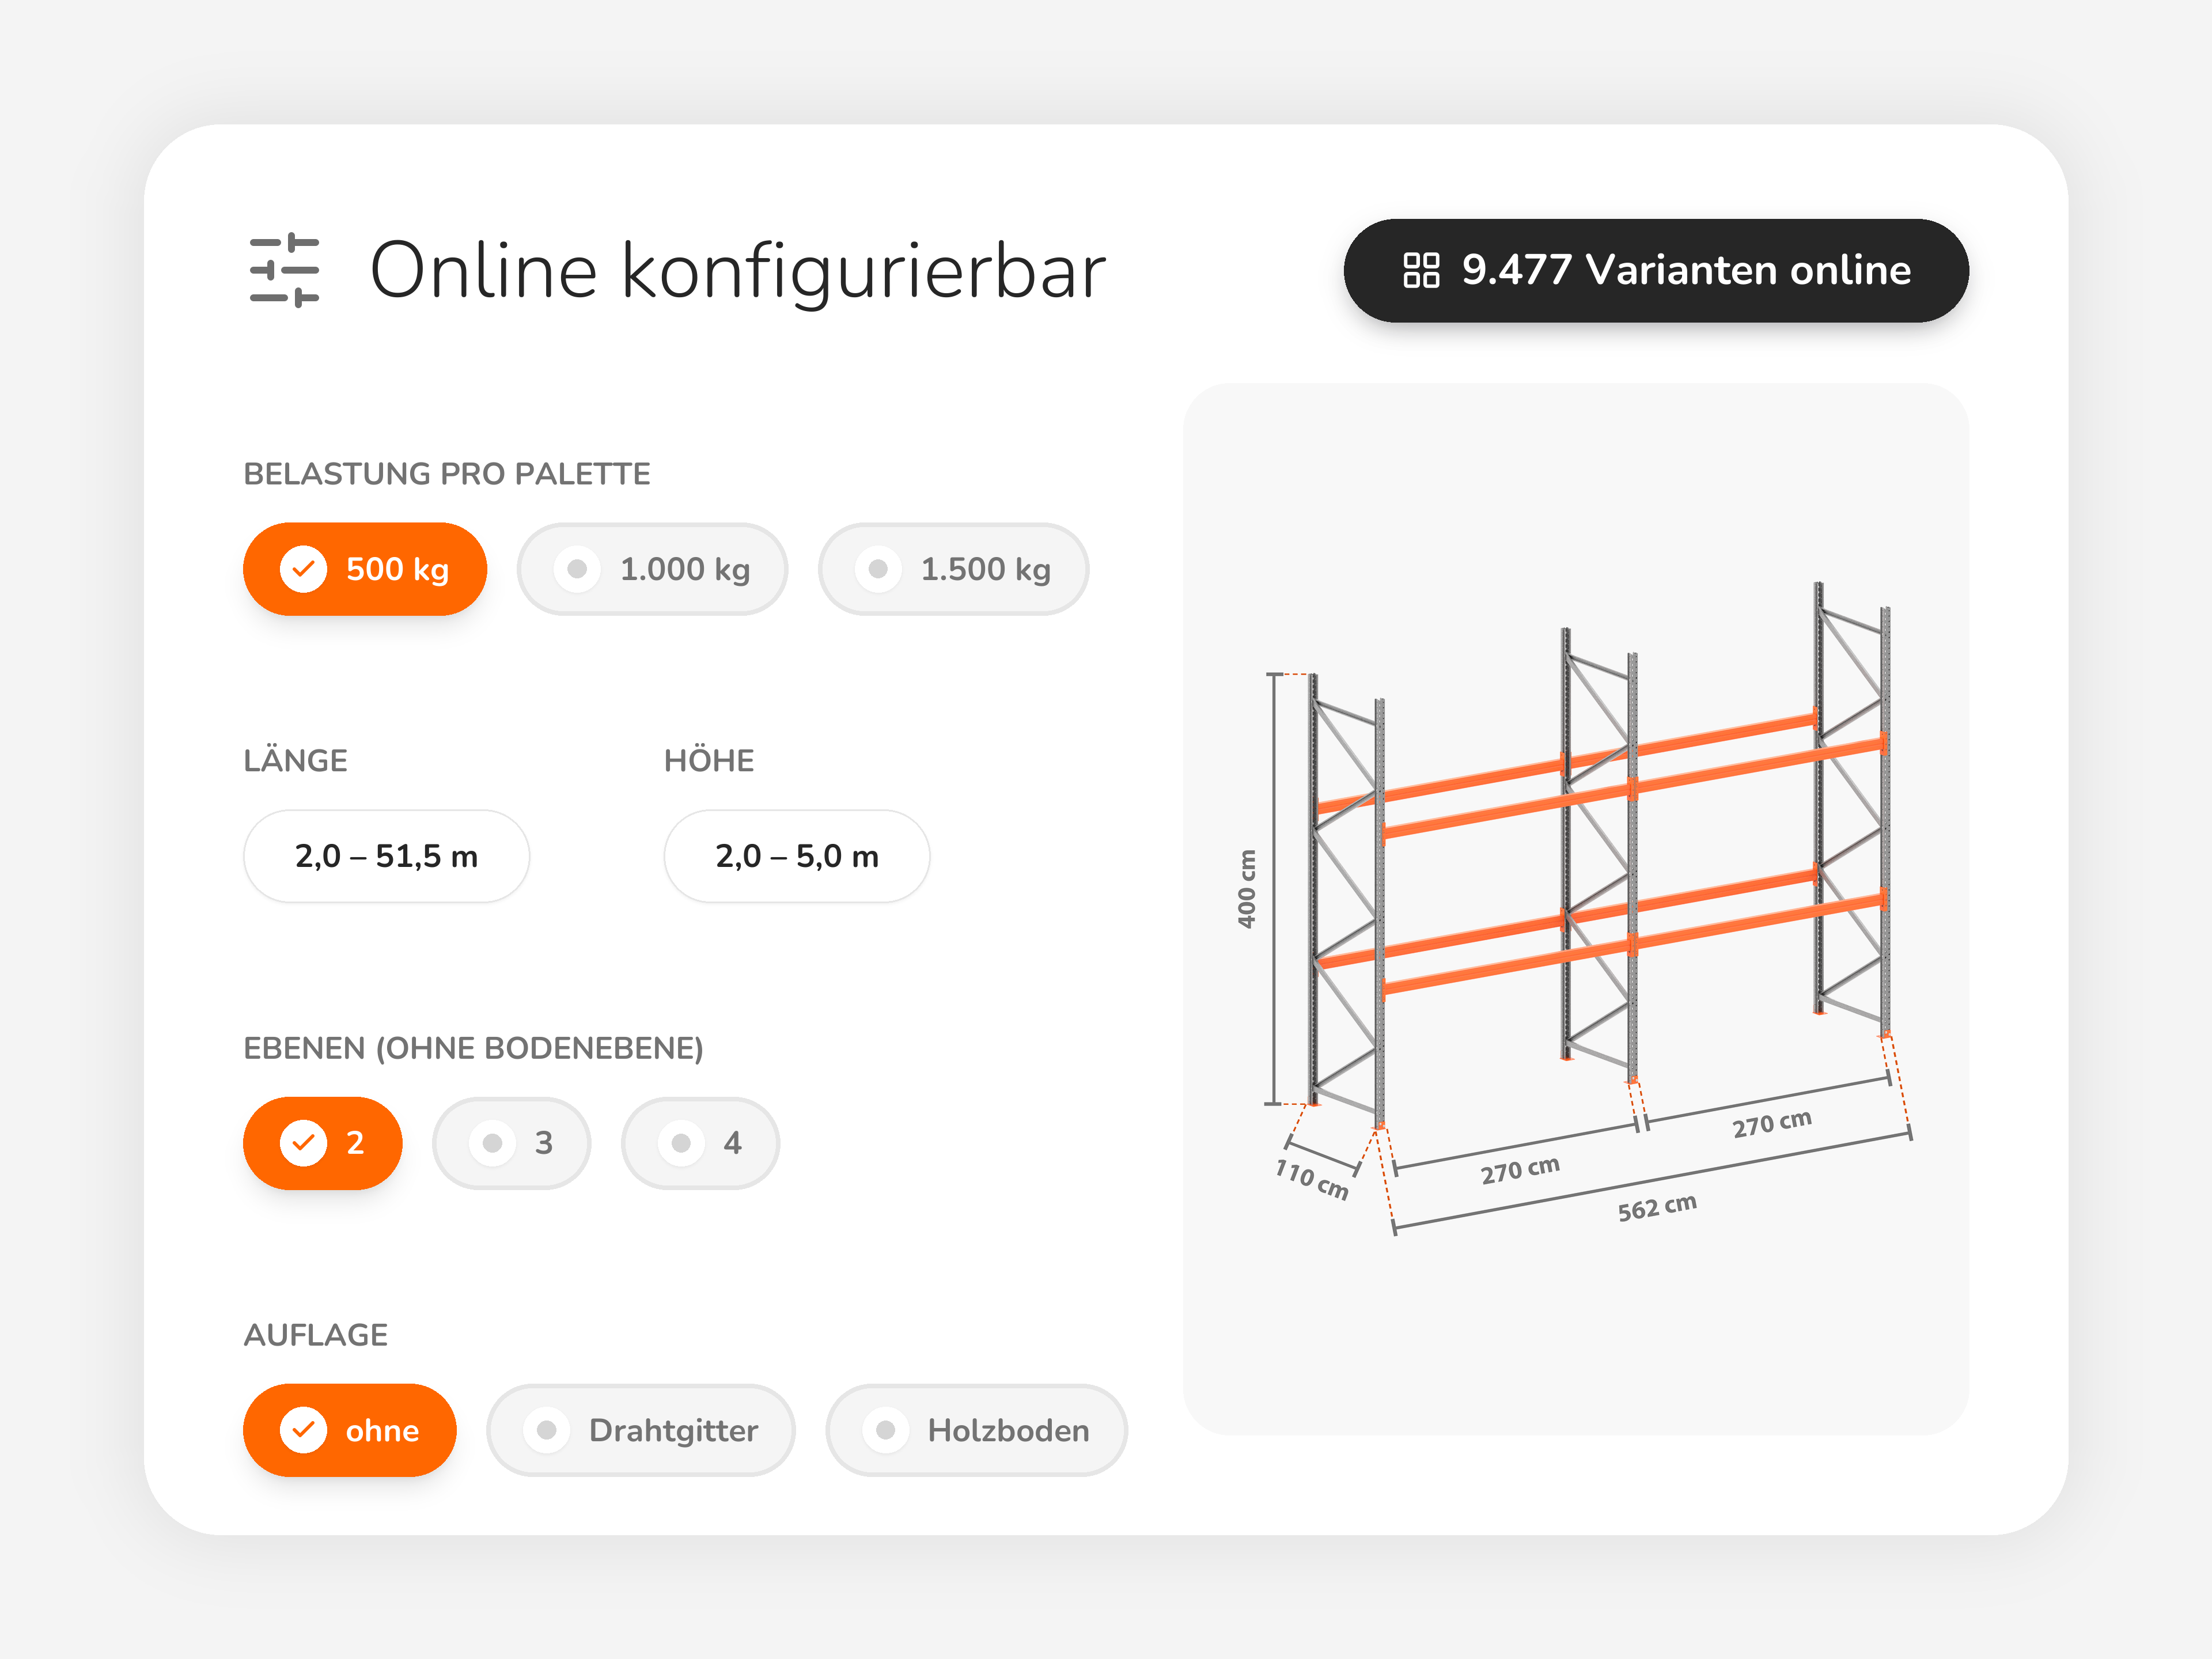 Online konfigurierbar
9.477 Varianten online
BELASTUNG PRO PALETTE
500 kg
1.000 kg
1.500 kg
LÄNGE
HÖHE
2,0 – 51,5 m
2,0 – 5,0 m
EBENEN (OHNE BODENEBENE)
2
3
4
AUFLAGE
ohne
Drahtgitter
Holzboden
400 cm
110 cm
270 cm
270 cm
562 cm